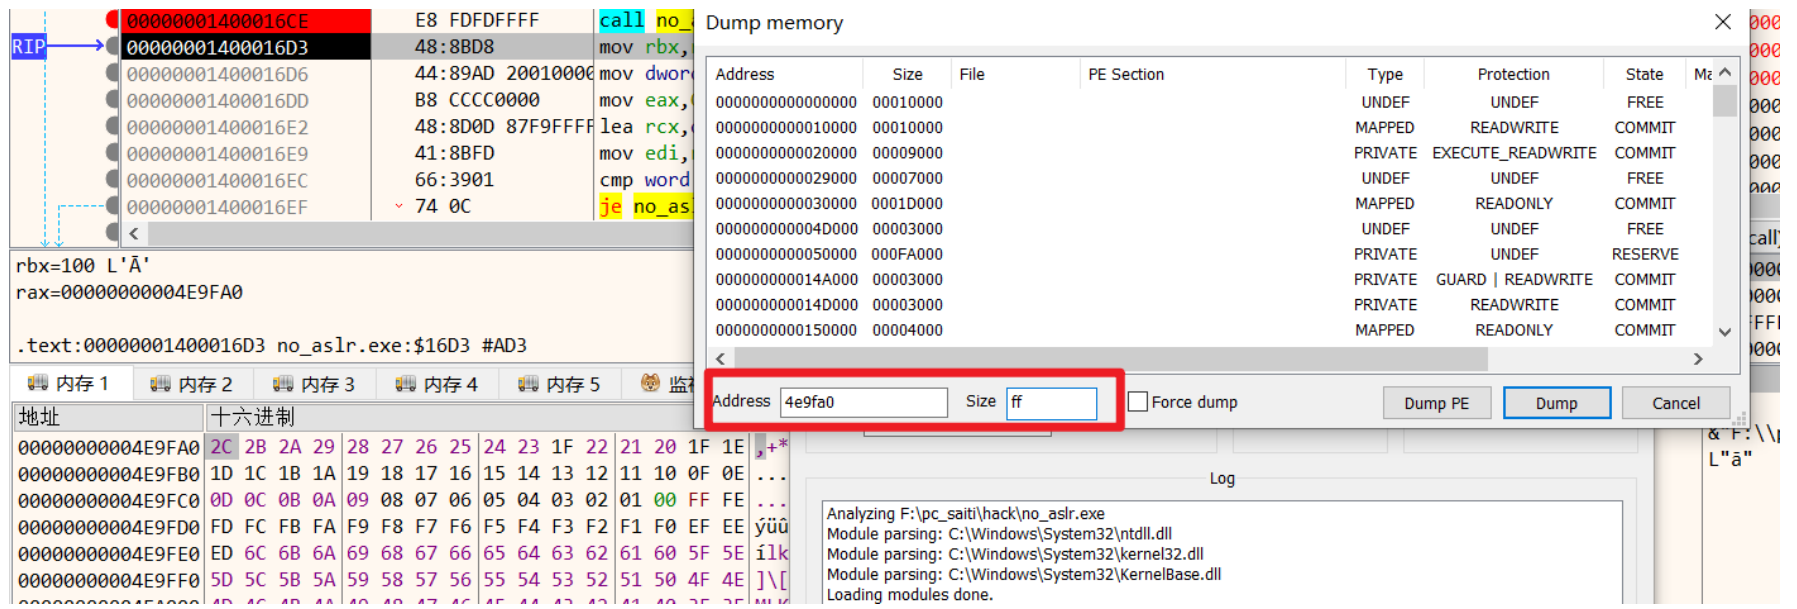 00000001400016CE E8 FDFDFFFF call no_
RIP 00000001400016D3 48:8BD8 mov rbx,
00000001400016D6 44:89AD 20010000 mov dwor
00000001400016DD B8 CCCC0000 mov eax,
00000001400016E2 48:8D0D 87F9FFFF lea rcx,
00000001400016E9 41:8BFD mov edi,
00000001400016EC 66:3901 cmp word
00000001400016EF 74 0C je no_as
rbx=100 L'Ā'
rax=00000000004E9FA0
.text:00000001400016D3 no_aslr.exe:$16D3 #AD3
内存 1 内存 2 内存 3 内存 4 内存 5
地址 十六进制
00000000004E9FA0 2C 2B 2A 29 28 27 26 25 24 23 1F 22 21 20 1F 1E ,+*
00000000004E9FB0 1D 1C 1B 1A 19 18 17 16 15 14 13 12 11 10 0F 0E ...
00000000004E9FC0 0D 0C 0B 0A 09 08 07 06 05 04 03 02 01 00 FF FE ...
00000000004E9FD0 FD FC FB FA F9 F8 F7 F6 F5 F4 F3 F2 F1 F0 EF EE ýüû
00000000004E9FE0 ED 6C 6B 6A 69 68 67 66 65 64 63 62 61 60 5F 5E ílk
00000000004E9FF0 5D 5C 5B 5A 59 58 57 56 55 54 53 52 51 50 4F 4E ]\[
Dump memory
Address Size File PE Section Type Protection State Ma
0000000000000000 00010000 UNDEF UNDEF FREE
0000000000010000 00010000 MAPPED READWRITE COMMIT
0000000000020000 00009000 PRIVATE EXECUTE_READWRITE COMMIT
0000000000029000 00007000 UNDEF UNDEF FREE
0000000000030000 0001D000 MAPPED READONLY COMMIT
000000000004D000 00003000 UNDEF UNDEF FREE
0000000000050000 000FA000 PRIVATE UNDEF RESERVE
000000000014A000 00003000 PRIVATE GUARD | READWRITE COMMIT
000000000014D000 00003000 PRIVATE READWRITE COMMIT
0000000000150000 00004000 MAPPED READONLY COMMIT
Address 4e9fa0 Size ff Force dump Dump PE Dump Cancel
Log
Analyzing F:\pc_saiti\hack\no_aslr.exe
Module parsing: C:\Windows\System32\ntdll.dll
Module parsing: C:\Windows\System32\kernel32.dll
Module parsing: C:\Windows\System32\KernelBase.dll
Loading modules done.
call)
&"F:\\p
L"ā"